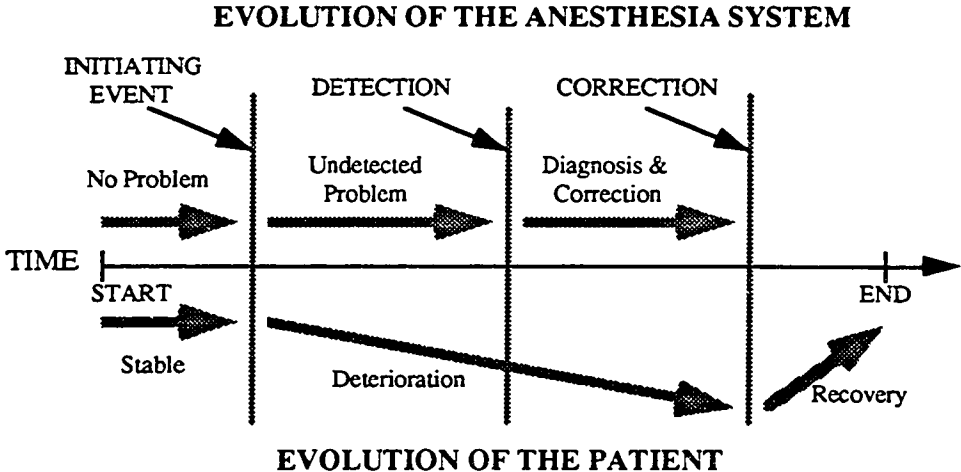 EVOLUTION OF THE ANESTHESIA SYSTEM
INITIATING
EVENT
DETECTION
CORRECTION
No Problem
Undetected
Problem
Diagnosis &
Correction
TIME
START
END
Stable
Deterioration
Recovery
EVOLUTION OF THE PATIENT